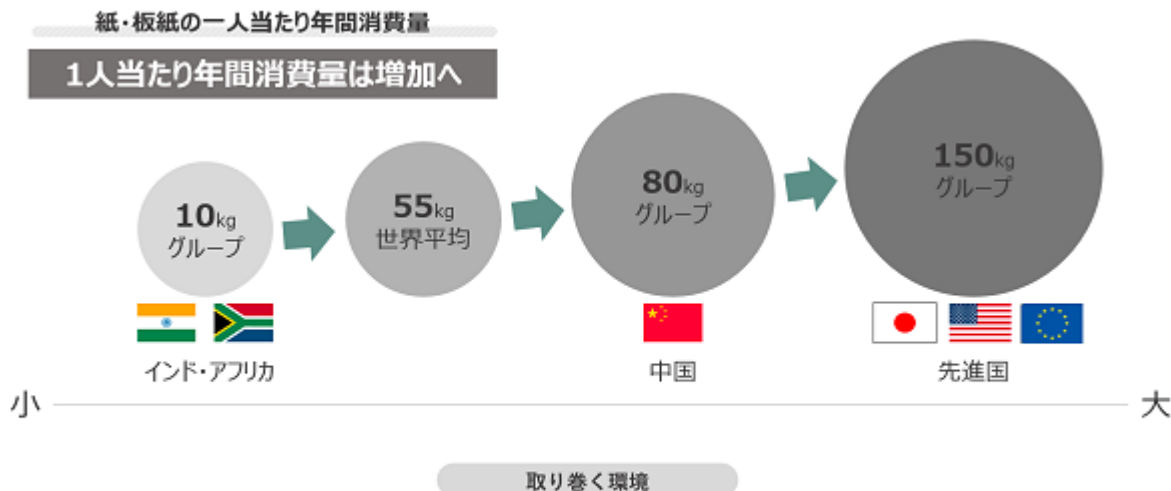 紙・板紙の一人当たり年間消費量
1人当たり年間消費量は増加へ
10kg
グループ
55kg
世界平均
80kg
グループ
150kg
グループ
インド・アフリカ
中国
先進国
小
大
取り巻く環境